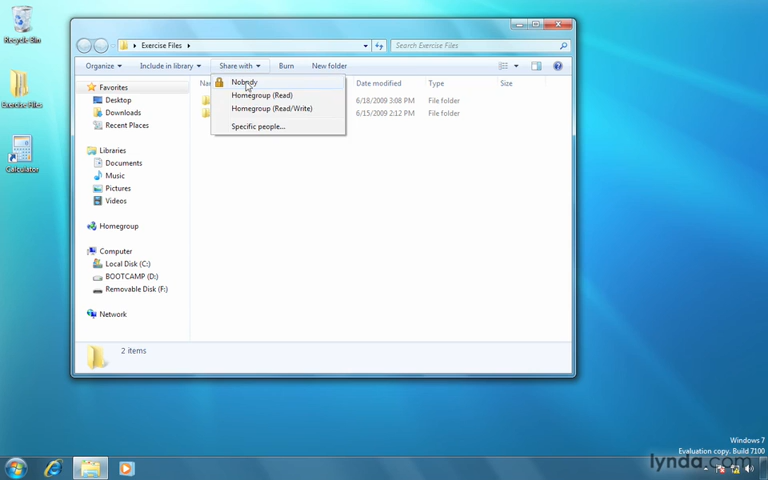 Recycle Bin
Exercise Files
Calculator
Exercise Files
Search Exercise Files
Organize
Include in library
Share with
Burn
New folder
Nobody
Homegroup (Read)
Homegroup (Read/Write)
Specific people...
Date modified
Type
Size
6/18/2009 3:08 PM
File folder
6/15/2009 2:12 PM
File folder
Favorites
Desktop
Downloads
Recent Places
Libraries
Documents
Music
Pictures
Videos
Homegroup
Computer
Local Disk (C:)
BOOTCAMP (D:)
Removable Disk (F:)
Network
2 items
Windows 7
Evaluation copy. Build 7100
lynda.com